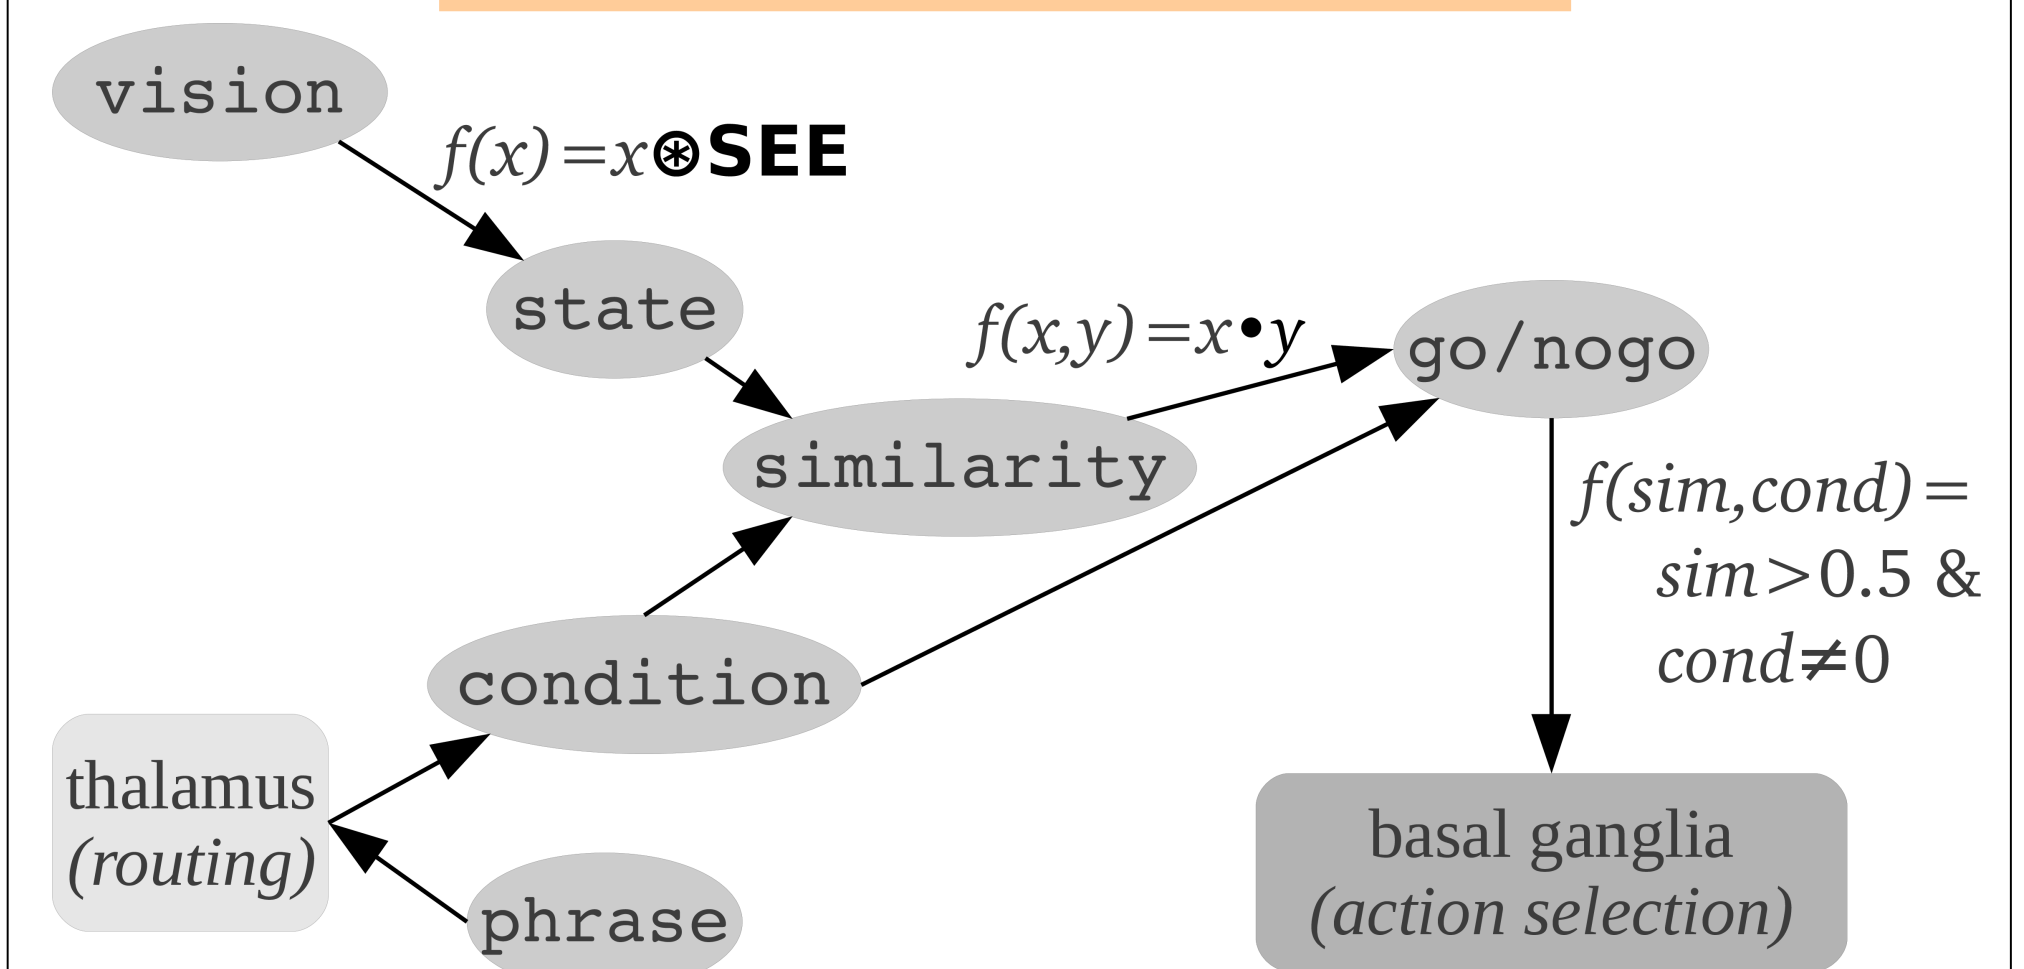 vision
f(x)=x⊛SEE
state
f(x,y)=x•y
go/nogo
similarity
f(sim,cond)=
sim>0.5 &
cond≠0
condition
thalamus
(routing)
phrase
basal ganglia
(action selection)